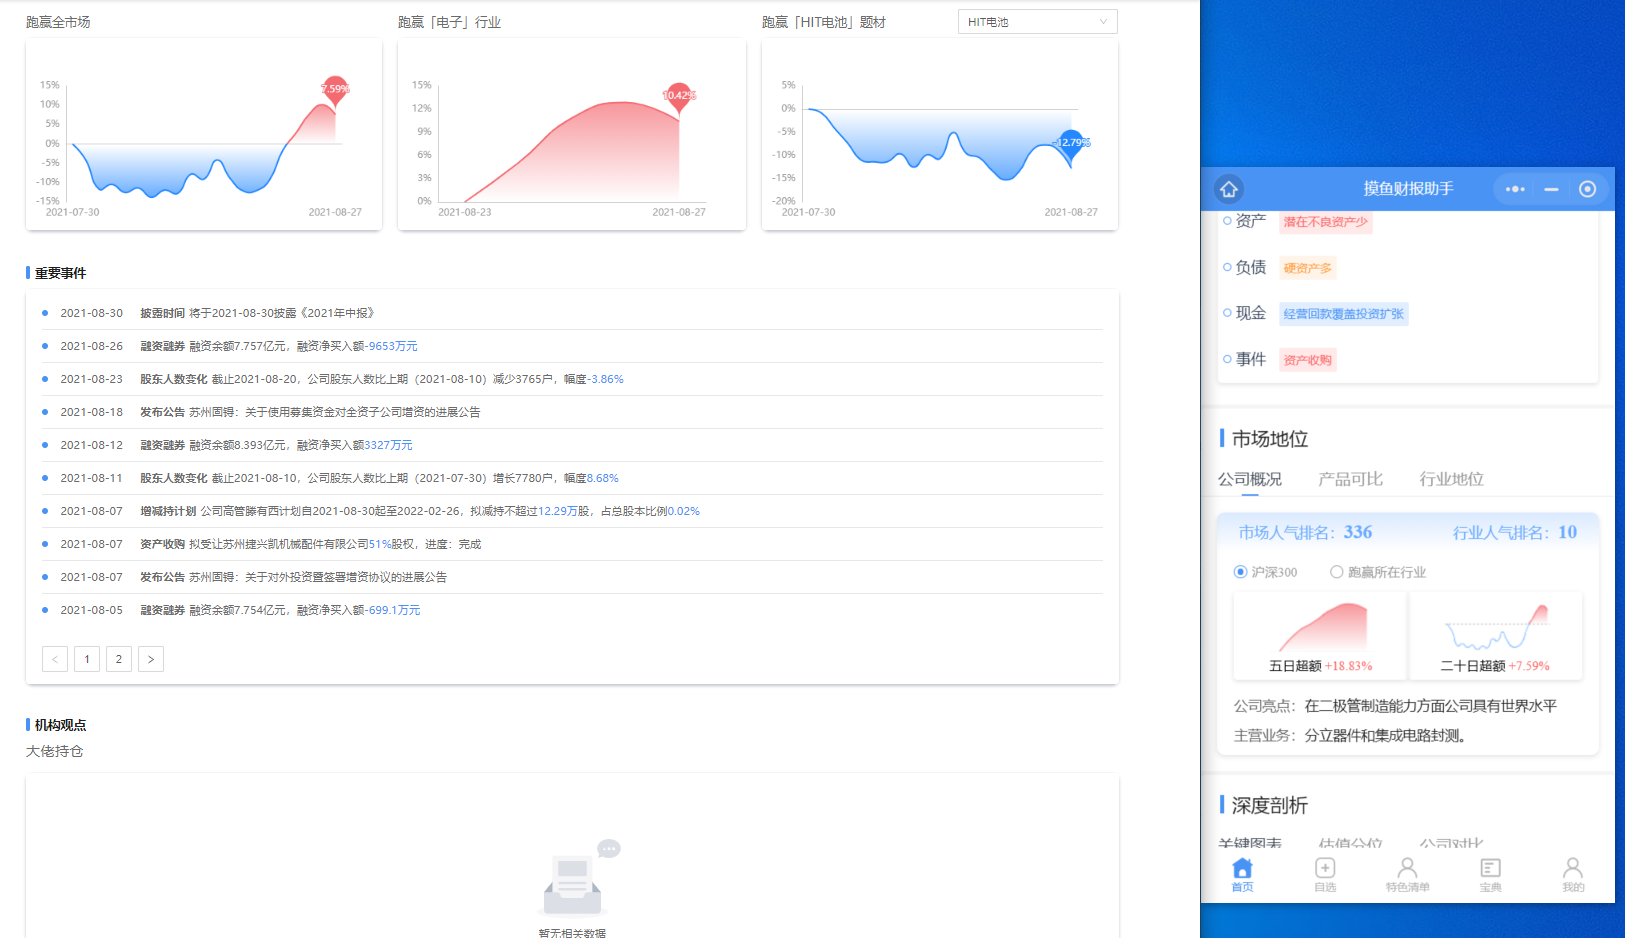 跑赢全市场
跑赢「电子」行业
跑赢「HIT电池」题材
HIT电池
15%
10%
5%
0%
-5%
-10%
-15%
2021-07-30
2021-08-27
7.59%
15%
12%
9%
6%
3%
0%
2021-08-23
2021-08-27
10.42%
5%
0%
-5%
-10%
-15%
-20%
2021-07-30
2021-08-27
-12.79%
重要事件
2021-08-30 披露时间 将于2021-08-30披露《2021年中报》
2021-08-26 融资融券 融资余额7.757亿元，融资净买入额-9653万元
2021-08-23 股东人数变化 截止2021-08-20，公司股东人数比上期（2021-08-10）减少3765户，幅度-3.86%
2021-08-18 发布公告 苏州固锝：关于使用募集资金对全资子公司增资的进展公告
2021-08-12 融资融券 融资余额8.393亿元，融资净买入额3327万元
2021-08-11 股东人数变化 截止2021-08-10，公司股东人数比上期（2021-07-30）增长7780户，幅度8.68%
2021-08-07 增减持计划 公司高管滕有西计划自2021-08-30起至2022-02-26，拟减持不超过12.29万股，占总股本比例0.02%
2021-08-07 资产收购 拟受让苏州捷兴凯机械配件有限公司51%股权，进度：完成
2021-08-07 发布公告 苏州固锝：关于对外投资暨签署增资协议的进展公告
2021-08-05 融资融券 融资余额7.754亿元，融资净买入额-699.1万元
< 1 2 >
机构观点
大佬持仓
暂无相关数据
摸鱼财报助手
资产 潜在不良资产少
负债 硬资产多
现金 经营回款覆盖投资扩张
事件 资产收购
市场地位
公司概况 产品可比 行业地位
市场人气排名：336 行业人气排名：10
沪深300 跑赢所在行业
五日超额 +18.83% 二十日超额 +7.59%
公司亮点：在二极管制造能力方面公司具有世界水平
主营业务：分立器件和集成电路封测。
深度剖析
关键图表 估值分位 公司对比
首页 自选 特色清单 宝典 我的